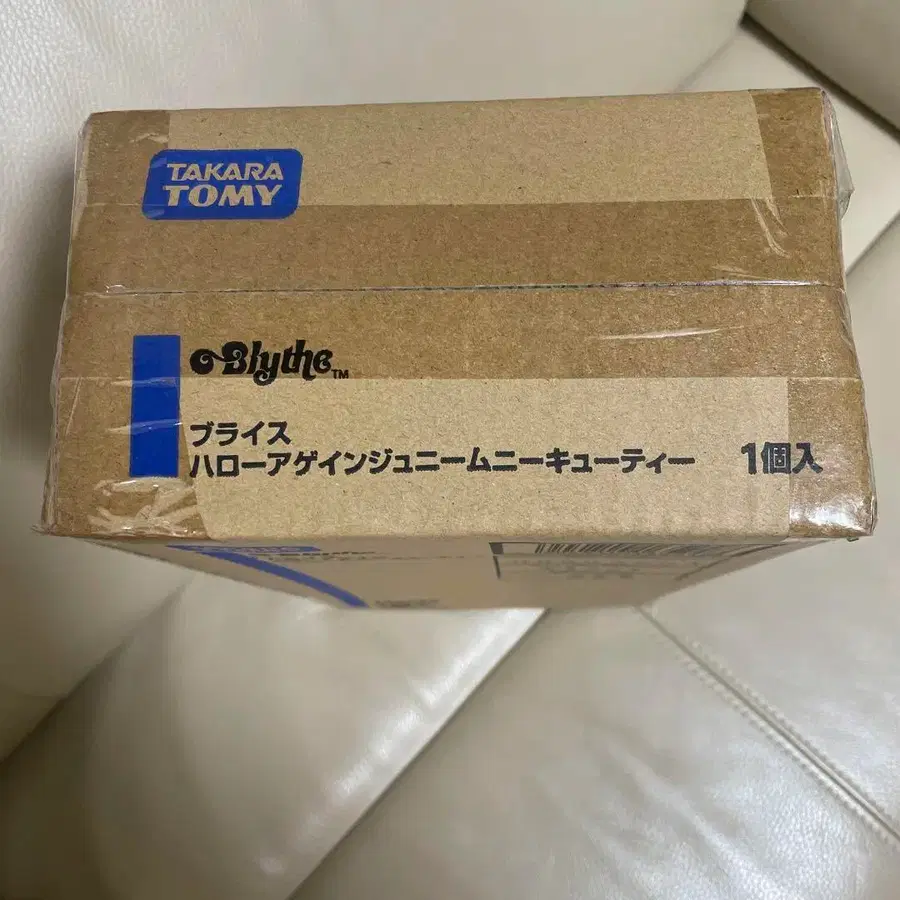 TAKARA
TOMY
Blythe™
ブライス
ハローアゲインジュニームニーキューティー 1個入